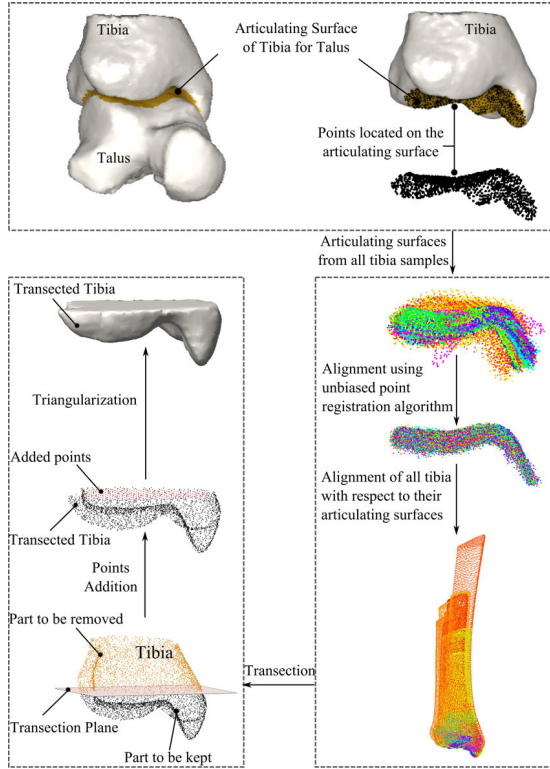 Tibia
Articulating Surface
of Tibia for Talus
Tibia
Talus
Points located on the
articulating surface
Articulating surfaces
from all tibia samples
Alignment using
unbiased point
registration algorithm
Alignment of all tibia
with respect to their
articulating surfaces
Transection
Transected Tibia
Triangularization
Added points
Transected Tibia
Points
Addition
Part to be removed
Tibia
Transection Plane
Part to be kept